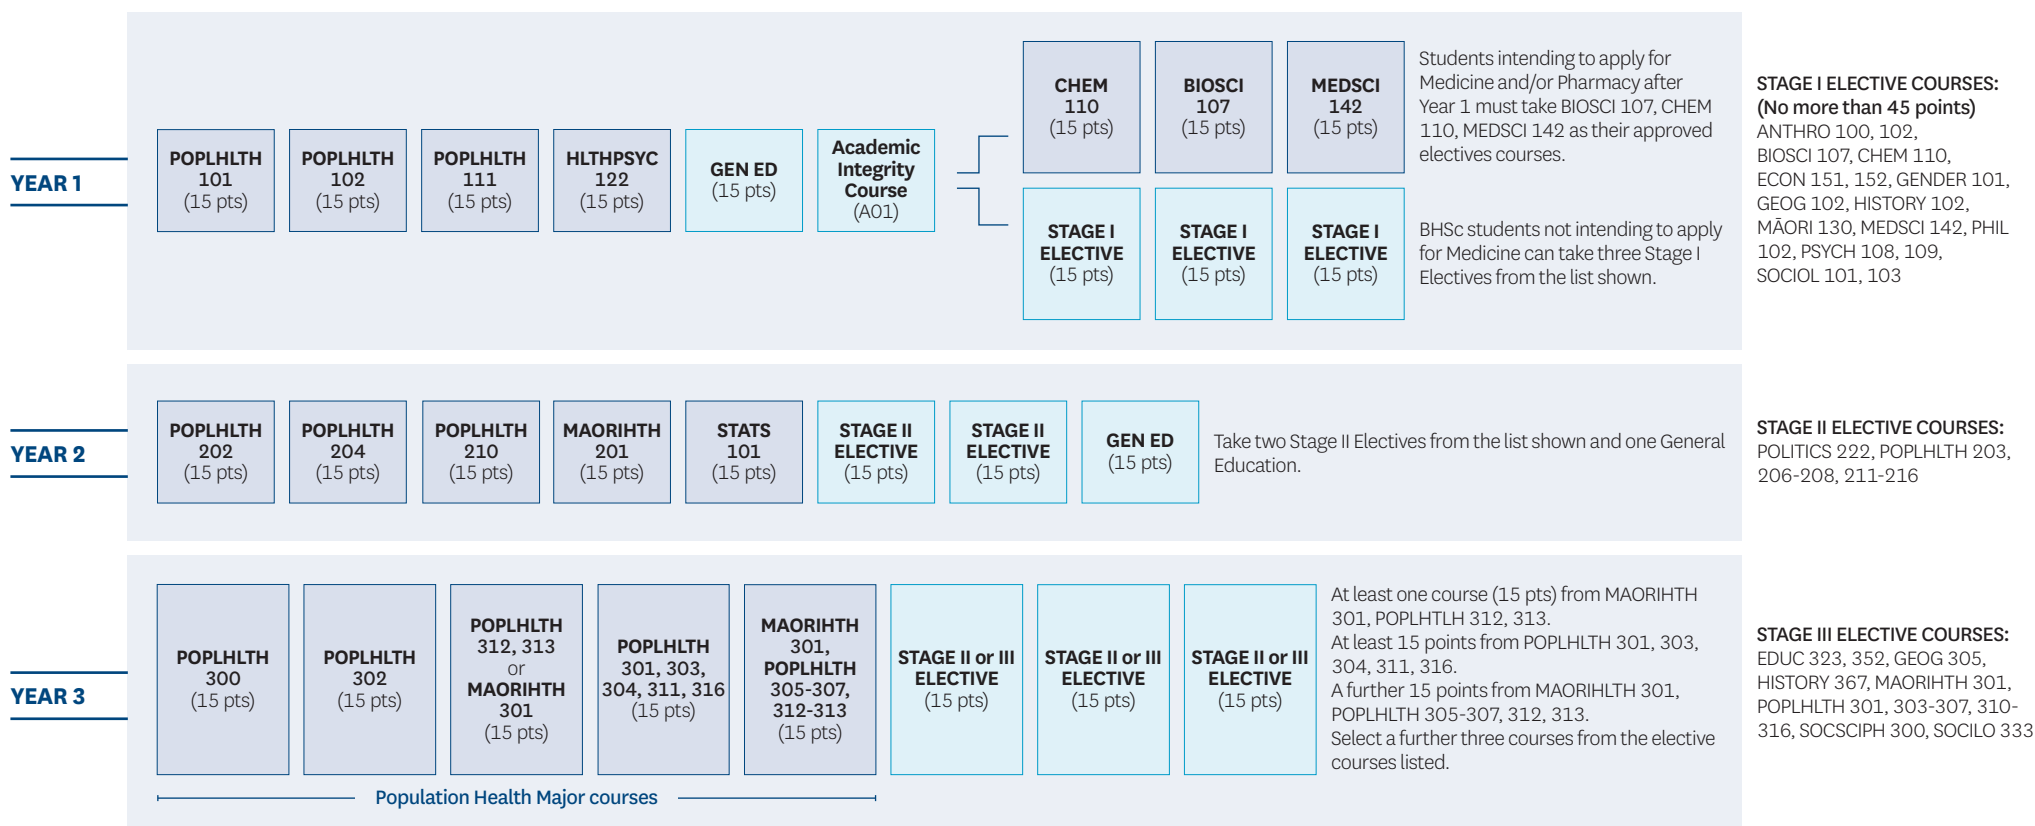 YEAR 1
POPLHLTH
101
(15 pts)
POPLHLTH
102
(15 pts)
POPLHLTH
111
(15 pts)
HLTHPSYC
122
(15 pts)
GEN ED
(15 pts)
Academic
Integrity
Course
(A01)
CHEM
110
(15 pts)
BIOSCI
107
(15 pts)
MEDSCI
142
(15 pts)
Students intending to apply for
Medicine and/or Pharmacy after
Year 1 must take BIOSCI 107, CHEM
110, MEDSCI 142 as their approved
electives courses.
STAGE I
ELECTIVE
(15 pts)
STAGE I
ELECTIVE
(15 pts)
STAGE I
ELECTIVE
(15 pts)
BHSc students not intending to apply
for Medicine can take three Stage I
Electives from the list shown.
STAGE I ELECTIVE COURSES:
(No more than 45 points)
ANTHRO 100, 102,
BIOSCI 107, CHEM 110,
ECON 151, 152, GENDER 101,
GEOG 102, HISTORY 102,
MĀORI 130, MEDSCI 142, PHIL
102, PSYCH 108, 109,
SOCIOL 101, 103
YEAR 2
POPLHLTH
202
(15 pts)
POPLHLTH
204
(15 pts)
POPLHLTH
210
(15 pts)
MAORIHTH
201
(15 pts)
STATS
101
(15 pts)
STAGE II
ELECTIVE
(15 pts)
STAGE II
ELECTIVE
(15 pts)
GEN ED
(15 pts)
Take two Stage II Electives from the list shown and one General
Education.
STAGE II ELECTIVE COURSES:
POLITICS 222, POPLHLTH 203,
206-208, 211-216
YEAR 3
POPLHLTH
300
(15 pts)
POPLHLTH
302
(15 pts)
POPLHLTH
312, 313
or
MAORIHTH
301
(15 pts)
POPLHLTH
301, 303,
304, 311, 316
(15 pts)
MAORIHTH
301,
POPLHLTH
305-307,
312-313
(15 pts)
STAGE II or III
ELECTIVE
(15 pts)
STAGE II or III
ELECTIVE
(15 pts)
STAGE II or III
ELECTIVE
(15 pts)
At least one course (15 pts) from MAORIHTH
301, POPLHTLH 312, 313.
At least 15 points from POPLHLTH 301, 303,
304, 311, 316.
A further 15 points from MAORIHLTH 301,
POPLHLTH 305-307, 312, 313.
Select a further three courses from the elective
courses listed.
Population Health Major courses
STAGE III ELECTIVE COURSES:
EDUC 323, 352, GEOG 305,
HISTORY 367, MAORIHTH 301,
POPLHLTH 301, 303-307, 310-
316, SOCSCIPH 300, SOCILO 333